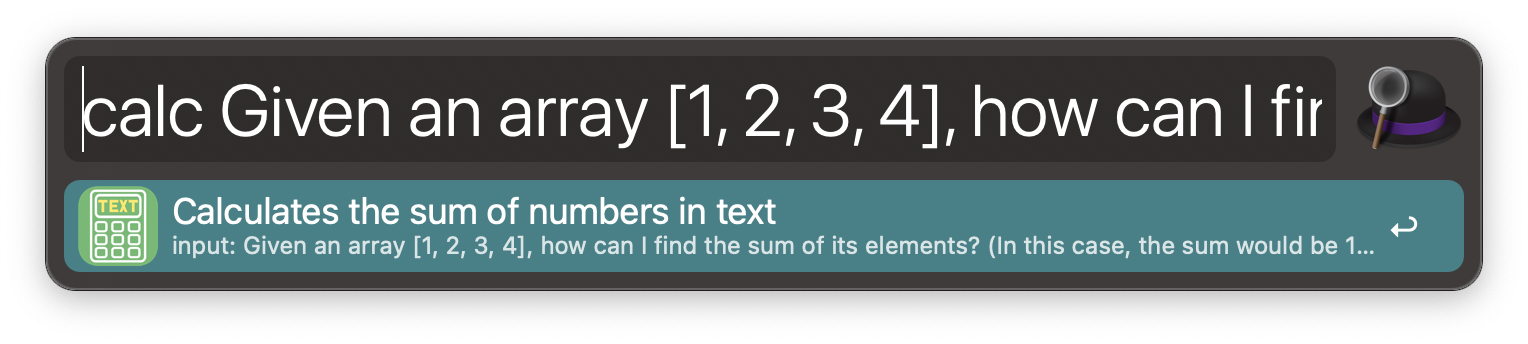 calc Given an array [1, 2, 3, 4], how can I fin
TEXT
Calculates the sum of numbers in text
input: Given an array [1, 2, 3, 4], how can I find the sum of its elements? (In this case, the sum would be 1...